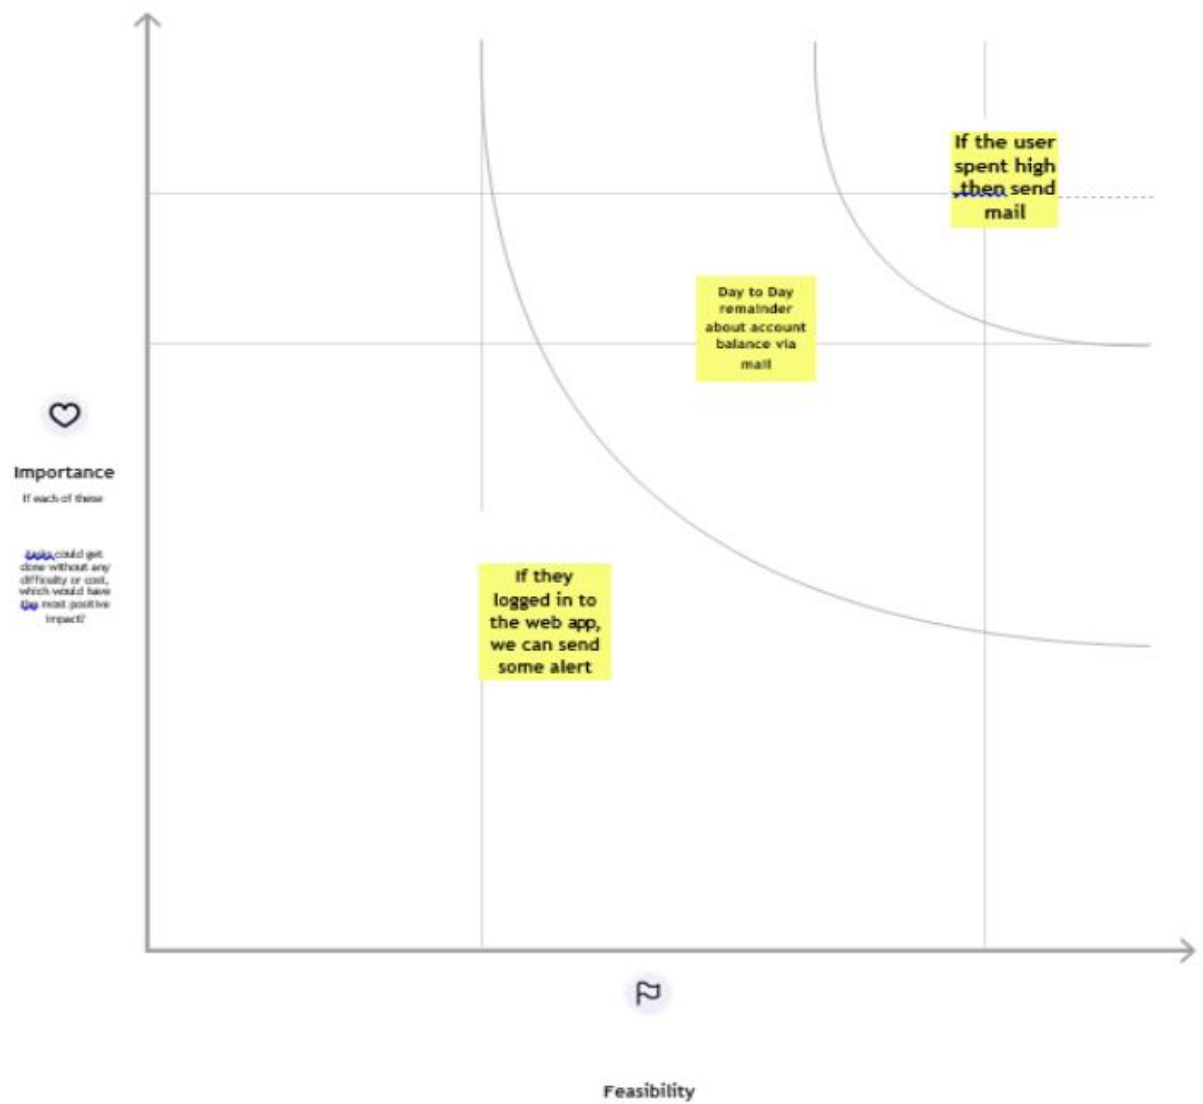 If the user
spent high
,then send
mail
Day to Day
remainder
about account
balance via
mail
Importance
If each of these
tasks could get
done without any
difficulty or cost,
which would have
the most positive
impact?
If they
logged in to
the web app,
we can send
some alert
Feasibility